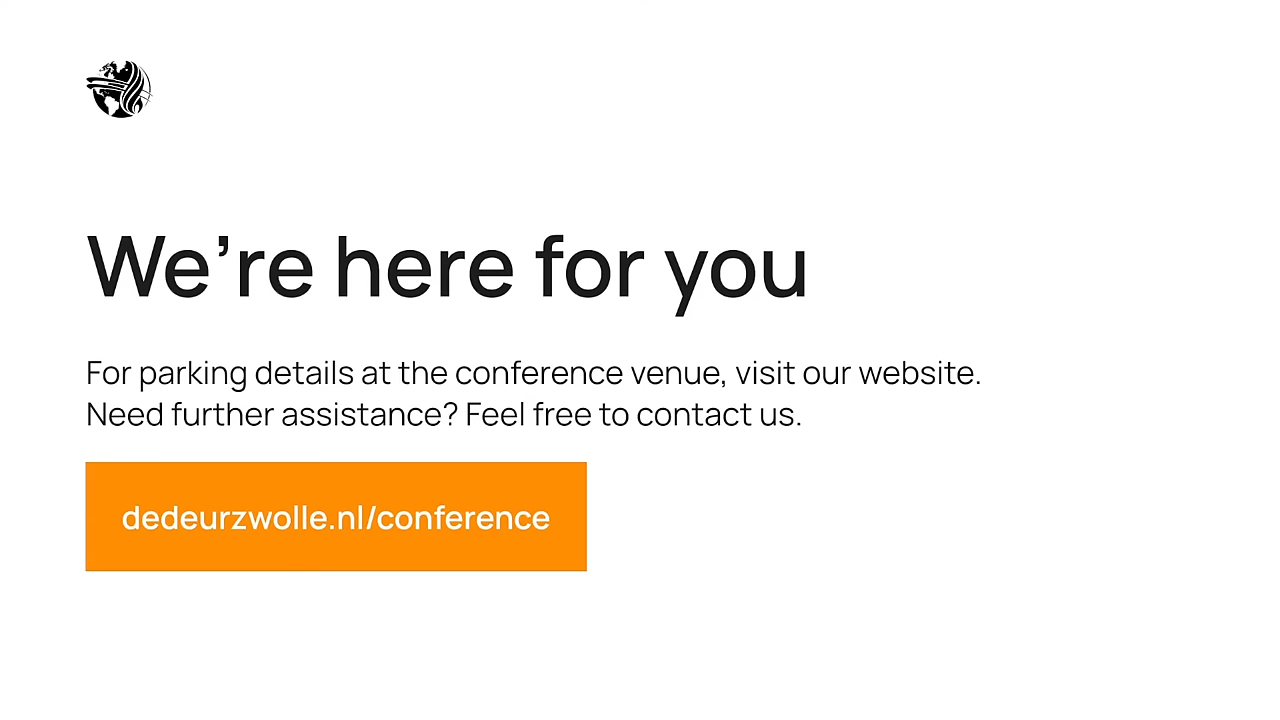 We’re here for you
For parking details at the conference venue, visit our website.
Need further assistance? Feel free to contact us.
dedeurzwolle.nl/conference